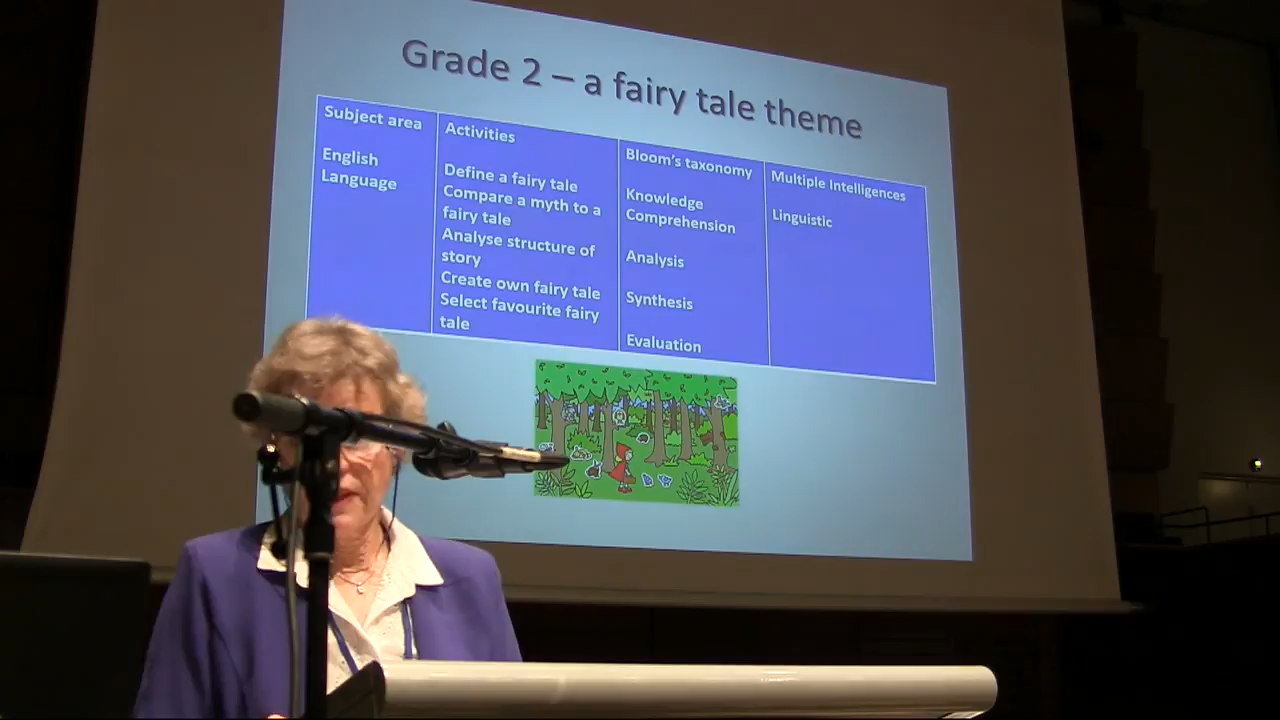 Grade 2 – a fairy tale theme
Subject area
English
Language
Activities
Define a fairy tale
Compare a myth to a
fairy tale
Analyse structure of
story
Create own fairy tale
Select favourite fairy
tale
Bloom's taxonomy
Knowledge
Comprehension
Analysis
Synthesis
Evaluation
Multiple Intelligences
Linguistic